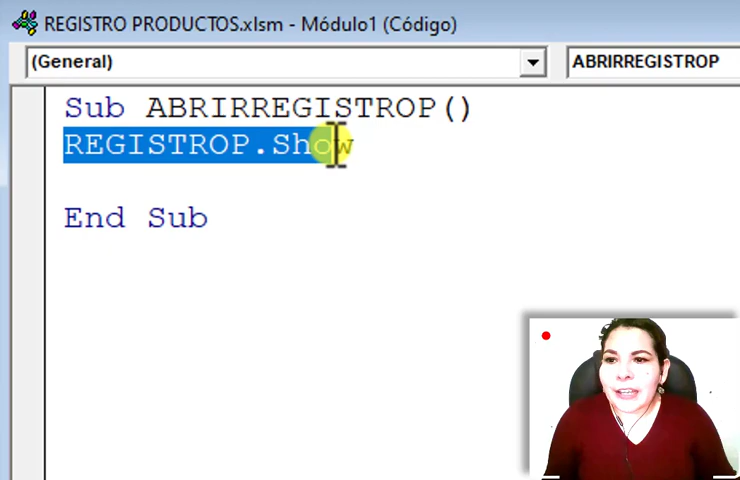 REGISTRO PRODUCTOS.xlsm - Módulo1 (Código)
(General)
ABRIRREGISTROP
Sub ABRIRREGISTROP()
REGISTROP.Show
End Sub